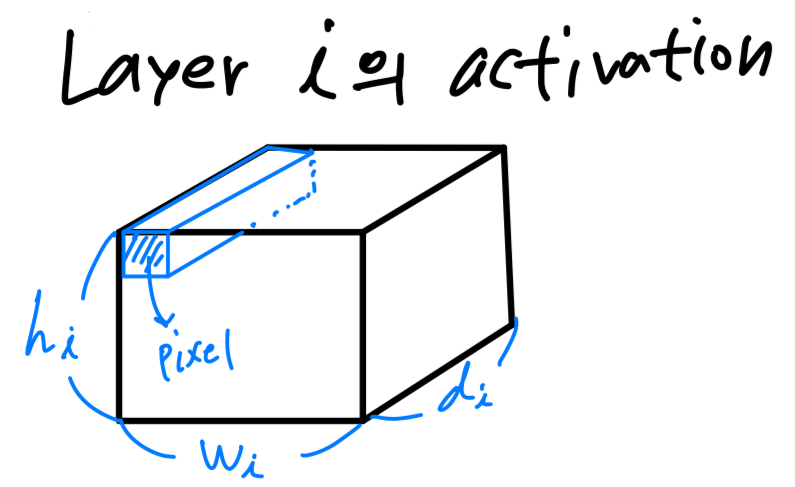 Layer i의 activation
hi
pixel
di
wi